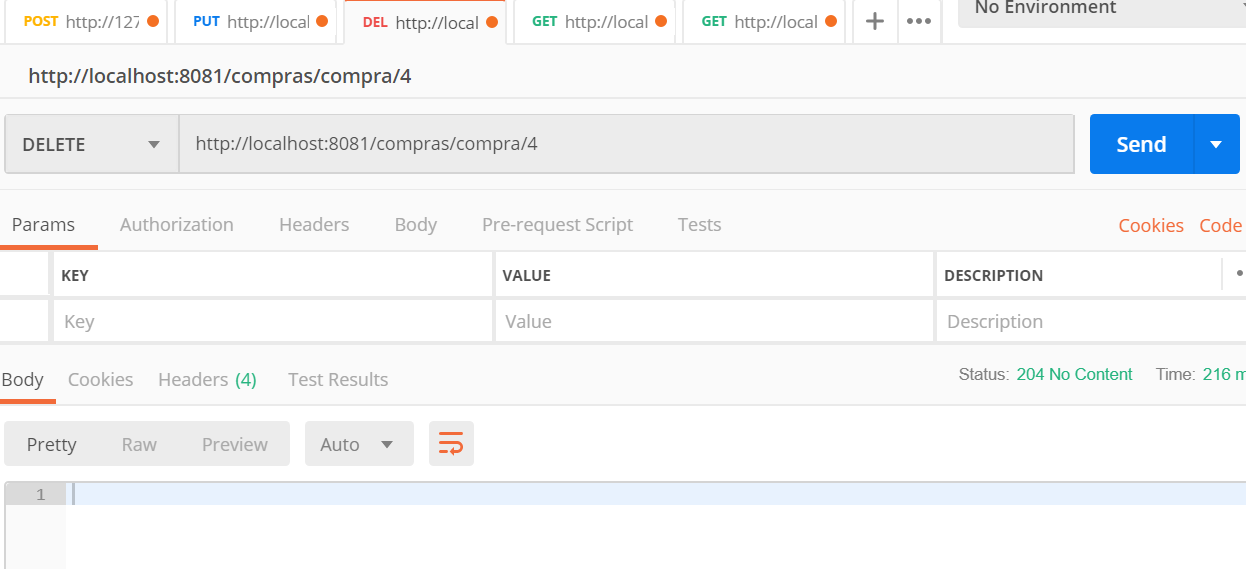 POST http://127 PUT http://local DEL http://local GET http://local GET http://local + ••• No Environment
http://localhost:8081/compras/compra/4
DELETE http://localhost:8081/compras/compra/4 Send
Params Authorization Headers Body Pre-request Script Tests Cookies Code
KEY VALUE DESCRIPTION
Key Value Description
Body Cookies Headers (4) Test Results Status: 204 No Content Time: 216 m
Pretty Raw Preview Auto
1